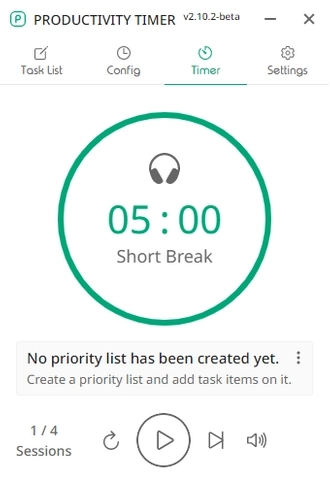 P PRODUCTIVITY TIMER v2.10.2-beta
Task List Config Timer Settings
05 : 00
Short Break
No priority list has been created yet.
Create a priority list and add task items on it.
1 / 4
Sessions